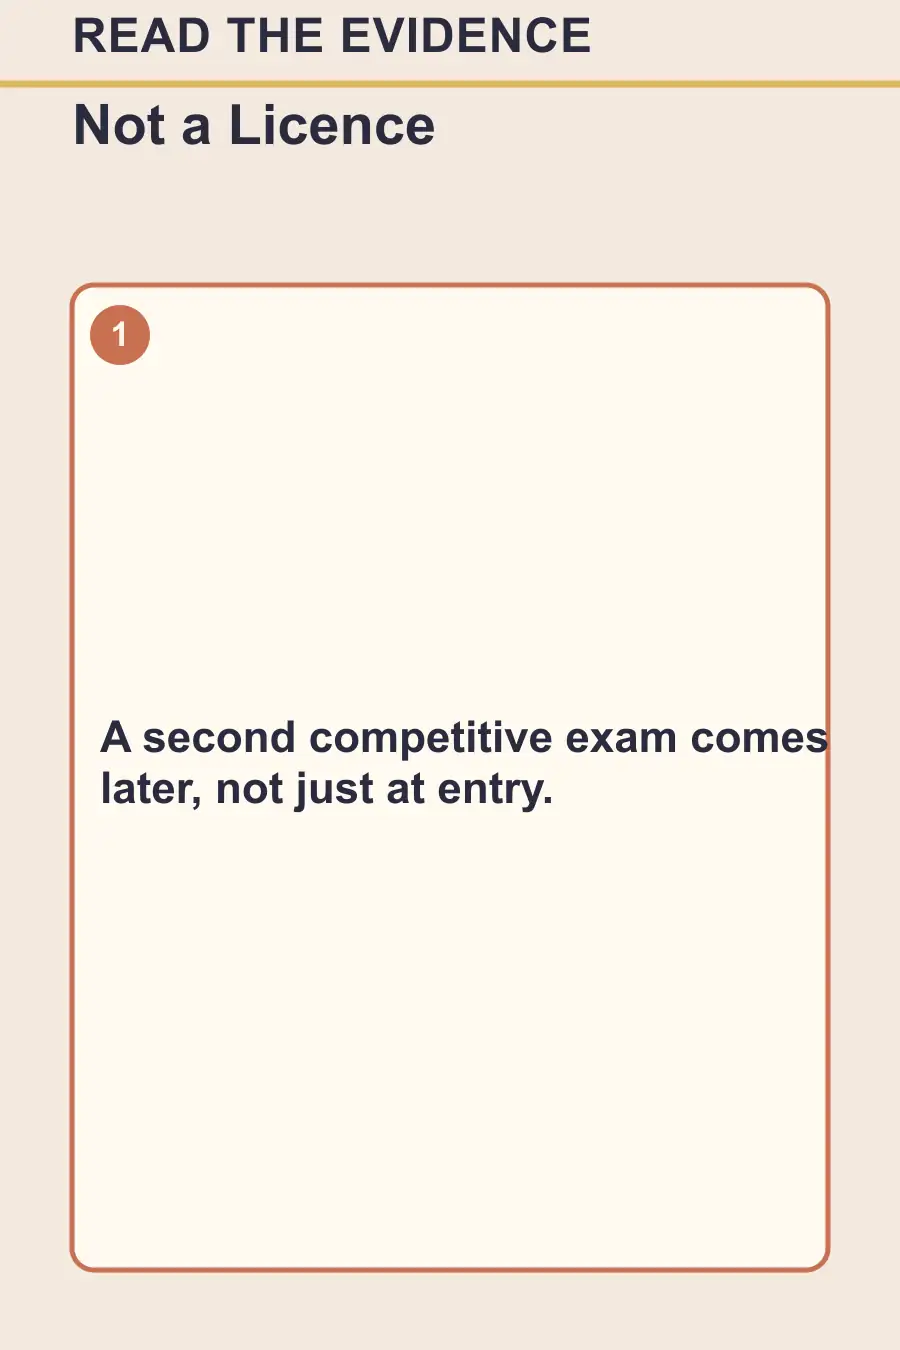 READ THE EVIDENCE
Not a Licence
1
A second competitive exam comes
later, not just at entry.